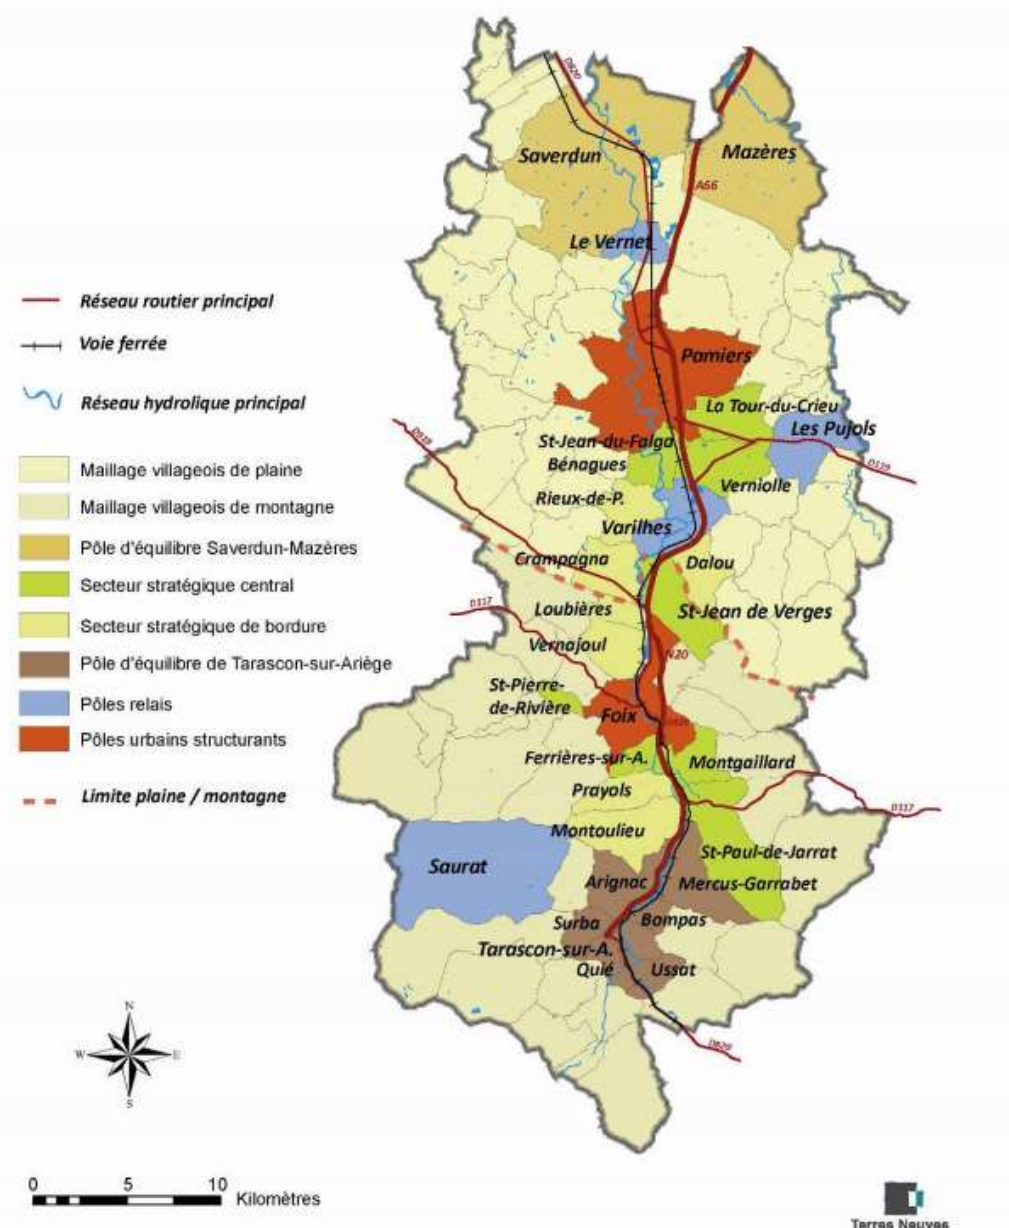 D820
Saverdun
Mazères
A66
Le Vernet
Réseau routier principal
Voie ferrée
Réseau hydrolique principal
Maillage villageois de plaine
Maillage villageois de montagne
Pôle d'équilibre Saverdun-Mazères
Secteur stratégique central
Secteur stratégique de bordure
Pôle d'équilibre de Tarascon-sur-Ariège
Pôles relais
Pôles urbains structurants
Limite plaine / montagne
Pamiers
La Tour-du-Crieu
Les Pujols
D919
St-Jean-du-Falga
Bénagues
D119
Verniolle
Rieux-de-P.
Varilhes
Crampagna
Dalou
D117
Loubières
St-Jean de Verges
Vernajoul
N20
St-Pierre-
de-Rivière
Foix
Ferrières-sur-A.
Montgaillard
Prayols
D117
Montoulieu
St-Paul-de-Jarrat
Saurat
Arignac
Mercus-Garrabet
Surba
Bompas
Tarascon-sur-A.
Quié
Ussat
D820
N
W
E
S
0 5 10
Kilomètres
Terres Neuves